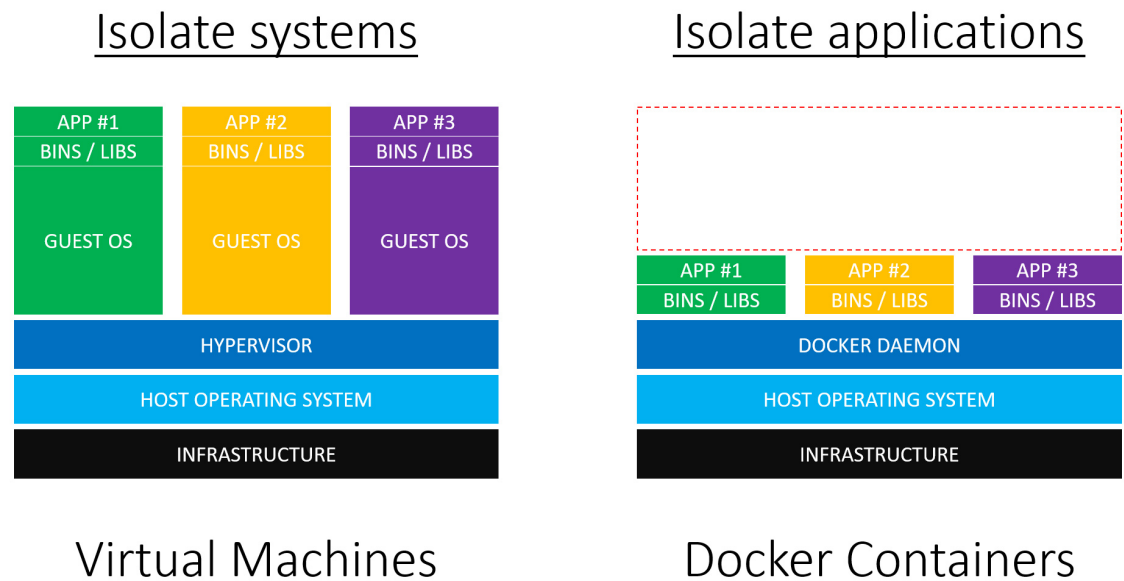 Isolate systems
APP #1
BINS / LIBS
GUEST OS
APP #2
BINS / LIBS
GUEST OS
APP #3
BINS / LIBS
GUEST OS
HYPERVISOR
HOST OPERATING SYSTEM
INFRASTRUCTURE
Virtual Machines
Isolate applications
APP #1
BINS / LIBS
APP #2
BINS / LIBS
APP #3
BINS / LIBS
DOCKER DAEMON
HOST OPERATING SYSTEM
INFRASTRUCTURE
Docker Containers